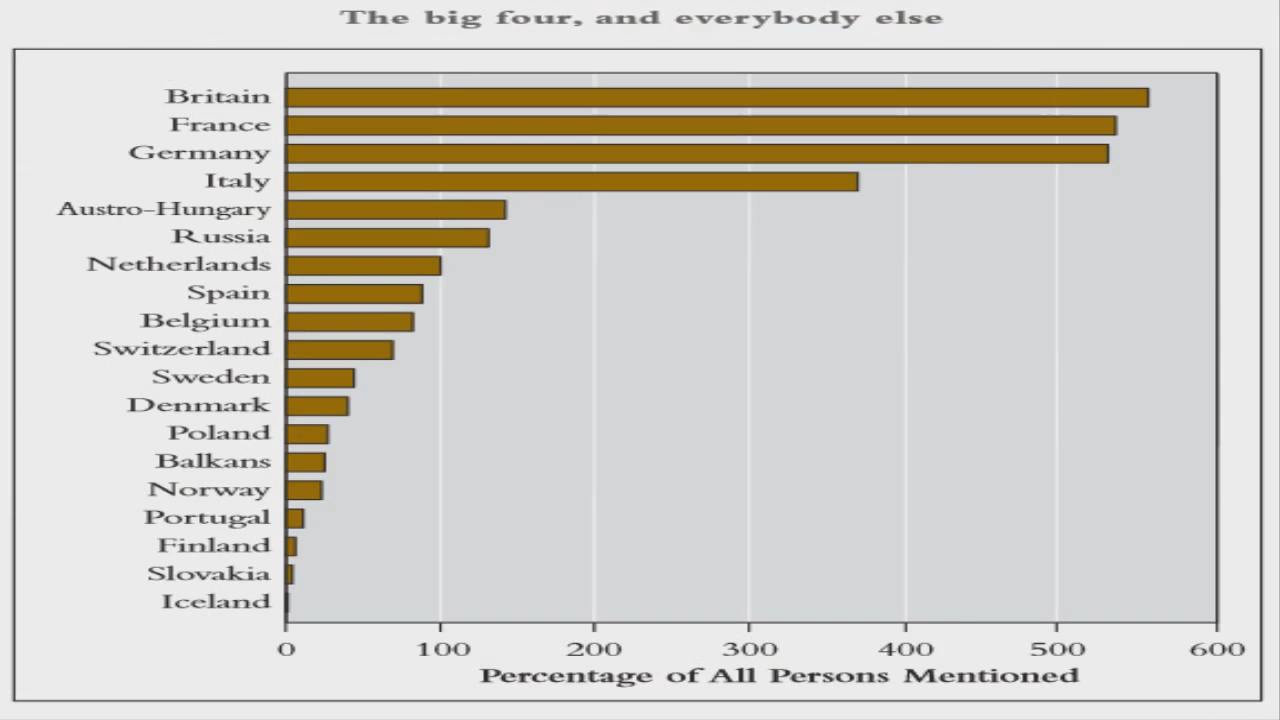 The big four, and everybody else
Britain
France
Germany
Italy
Austro-Hungary
Russia
Netherlands
Spain
Belgium
Switzerland
Sweden
Denmark
Poland
Balkans
Norway
Portugal
Finland
Slovakia
Iceland
0 100 200 300 400 500 600
Percentage of All Persons Mentioned